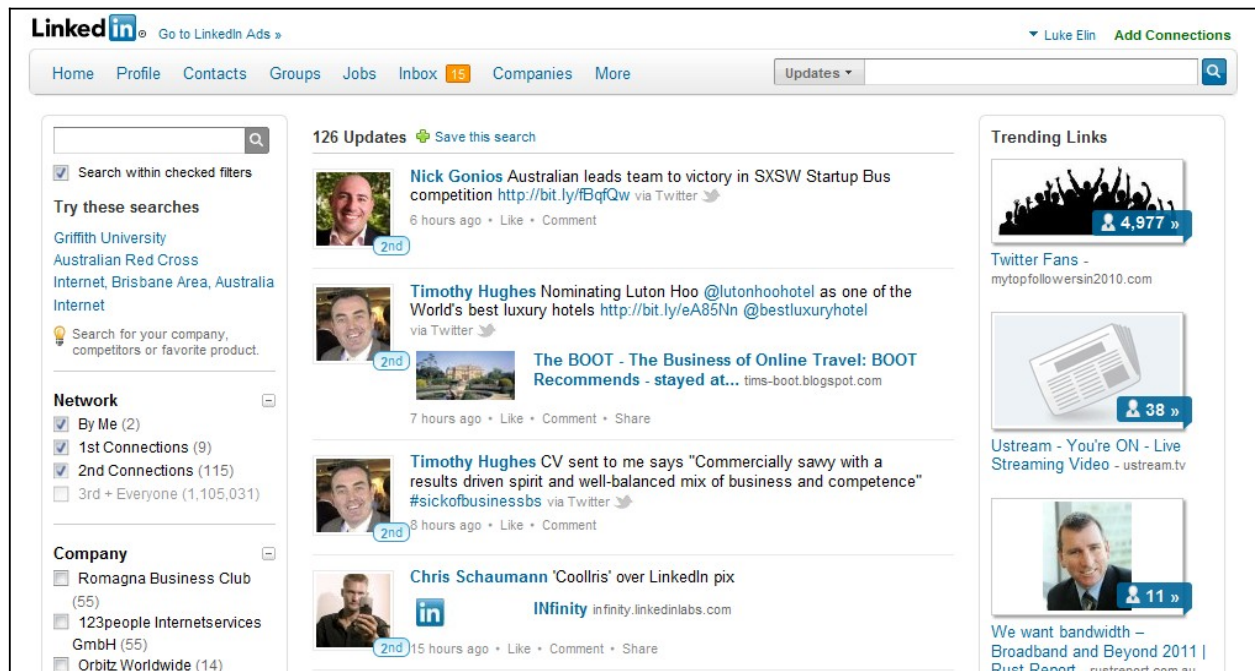 Linked in ® Go to LinkedIn Ads »
Luke Elin Add Connections
Home Profile Contacts Groups Jobs Inbox 15 Companies More
Updates
Search within checked filters
Try these searches
Griffith University
Australian Red Cross
Internet, Brisbane Area, Australia
Internet
Search for your company,
competitors or favorite product.
Network
By Me (2)
1st Connections (9)
2nd Connections (115)
3rd + Everyone (1,105,031)
Company
Romagna Business Club
(55)
123people Internetservices
GmbH (55)
Orbitz Worldwide (14)
126 Updates Save this search
Nick Gonios Australian leads team to victory in SXSW Startup Bus
competition http://bit.ly/fBqfQw via Twitter
6 hours ago • Like • Comment
2nd
Timothy Hughes Nominating Luton Hoo @lutonhoohotel as one of the
World's best luxury hotels http://bit.ly/eA85Nn @bestluxuryhotel
via Twitter
2nd
The BOOT - The Business of Online Travel: BOOT
Recommends - stayed at... tims-boot.blogspot.com
7 hours ago • Like • Comment • Share
Timothy Hughes CV sent to me says "Commercially savvy with a
results driven spirit and well-balanced mix of business and competence"
#sickofbusinessbs via Twitter
2nd
8 hours ago • Like • Comment
Chris Schaumann 'Coollris' over LinkedIn pix
in
INfinity infinity.linkedinlabs.com
2nd
15 hours ago • Like • Comment • Share
Trending Links
4,977 »
Twitter Fans -
mytopfollowersin2010.com
38 »
Ustream - You're ON - Live
Streaming Video - ustream.tv
11 »
We want bandwidth –
Broadband and Beyond 2011 |
Rust Report - rustreport.com.au